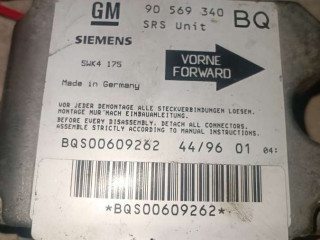 GM 90 569 340 BQ
SRS Unit
SIEMENS
5WK4 175
VORNE
FORWARD
Made in Germany
VOR JEDER DEMONTAGE ALLE STECKVERBINDUNGEN LOESEN.
MONTAGE NUR NACH EINBAUANLEITUNG.
BEFORE EVERY DISASSEMBLY, DETACH ALL CONNECTORS.
ASSEMBLE STRICTLY ACCORDING TO MANUAL INSTRUCTIONS.
BQS00609262 44/96 01 04:
*BQS00609262*